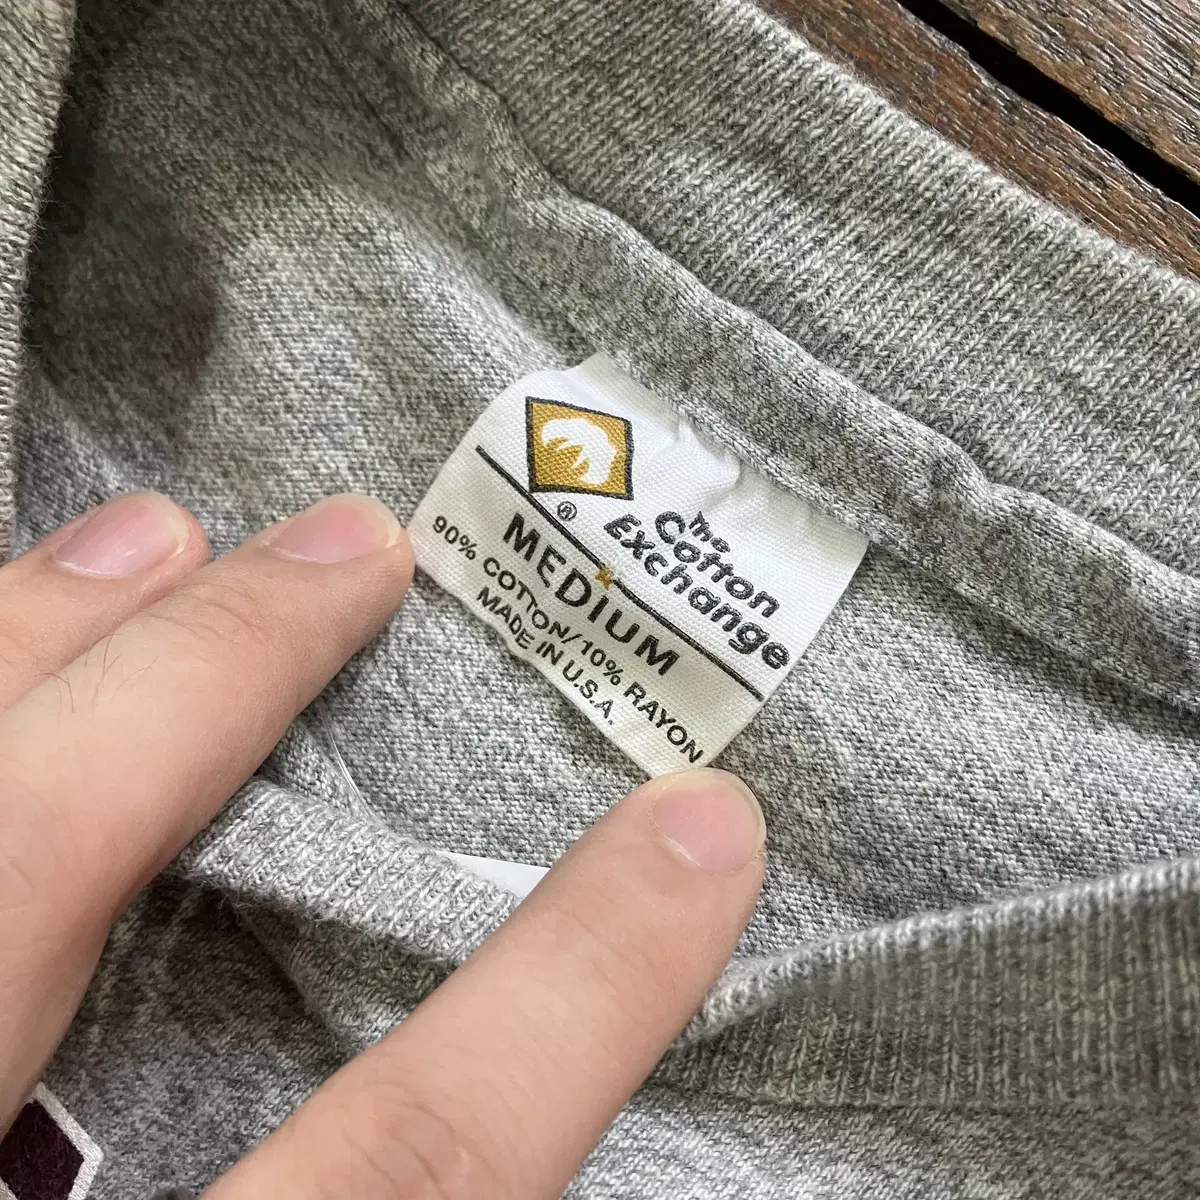 The
Cotton
Exchange
®
MEDIUM
90% COTTON/10% RAYON
MADE IN U.S.A.